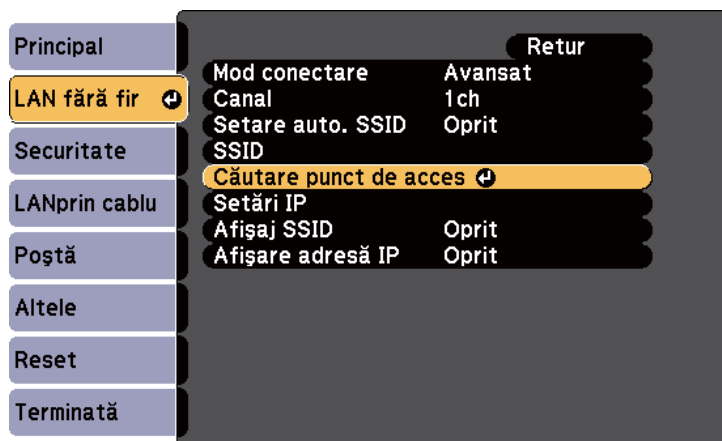 Principal
LAN fără fir
Securitate
LANprin cablu
Poştă
Altele
Reset
Terminată
Retur
Mod conectare Avansat
Canal 1ch
Setare auto. SSID Oprit
SSID
Căutare punct de acces
Setări IP
Afişaj SSID Oprit
Afişare adresă IP Oprit